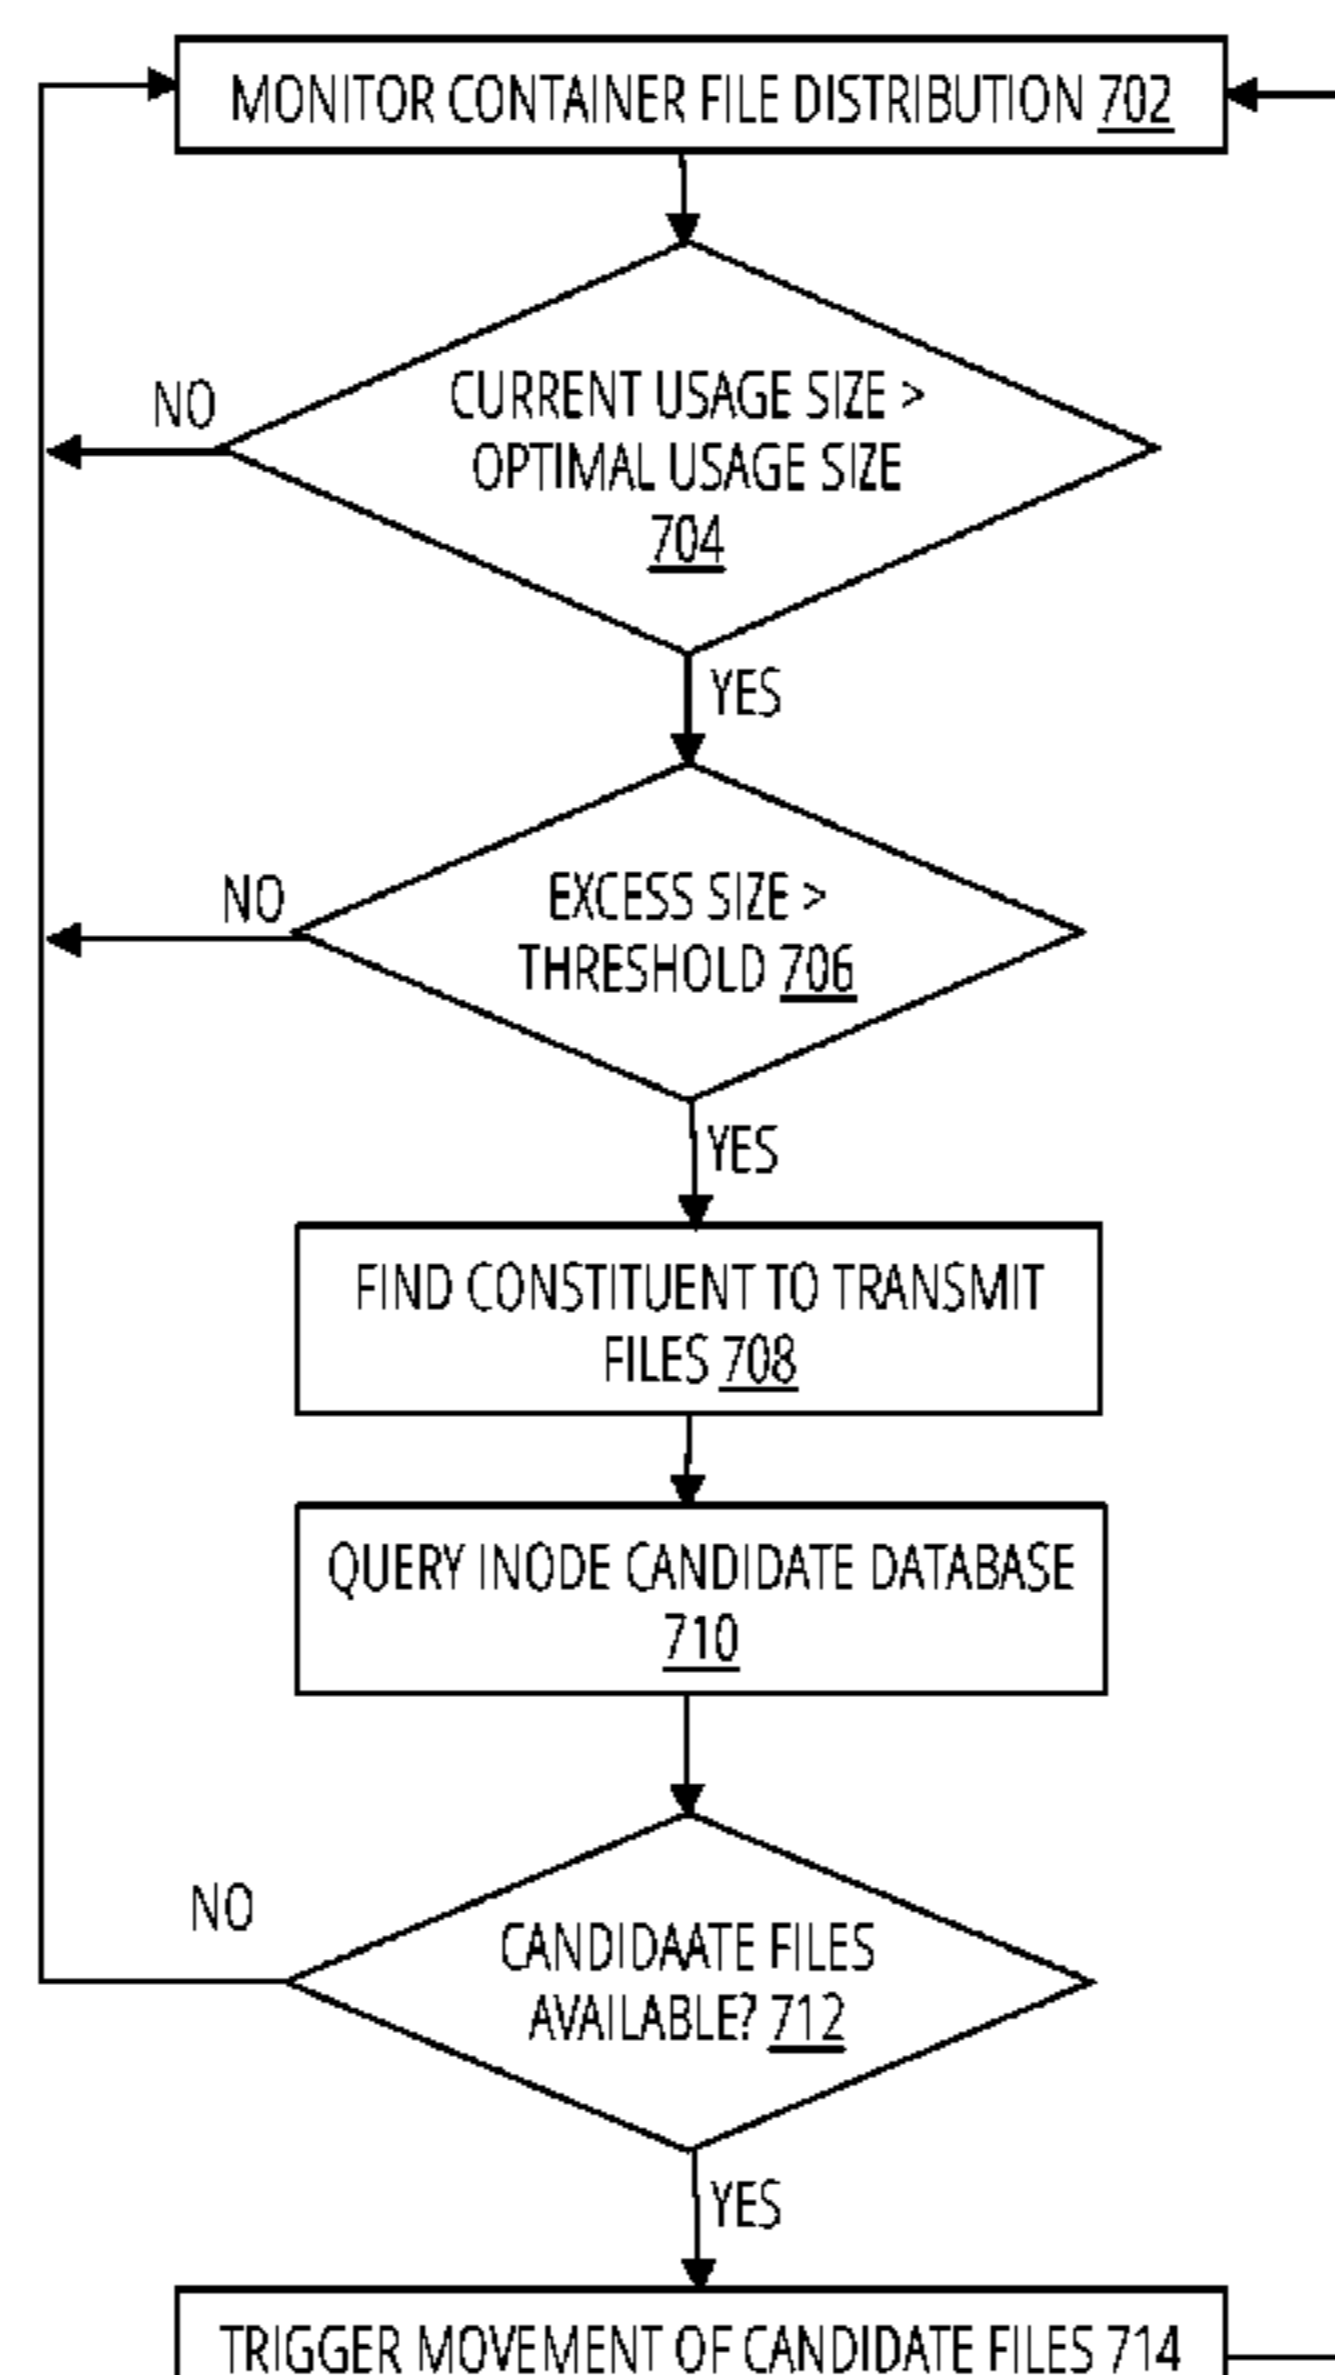 MONITOR CONTAINER FILE DISTRIBUTION 702
CURRENT USAGE SIZE >
OPTIMAL USAGE SIZE
704
NO
YES
EXCESS SIZE >
THRESHOLD 706
NO
YES
FIND CONSTITUENT TO TRANSMIT
FILES 708
QUERY INODE CANDIDATE DATABASE
710
CANDIDAATE FILES
AVAILABLE? 712
NO
YES
TRIGGER MOVEMENT OF CANDIDATE FILES 714